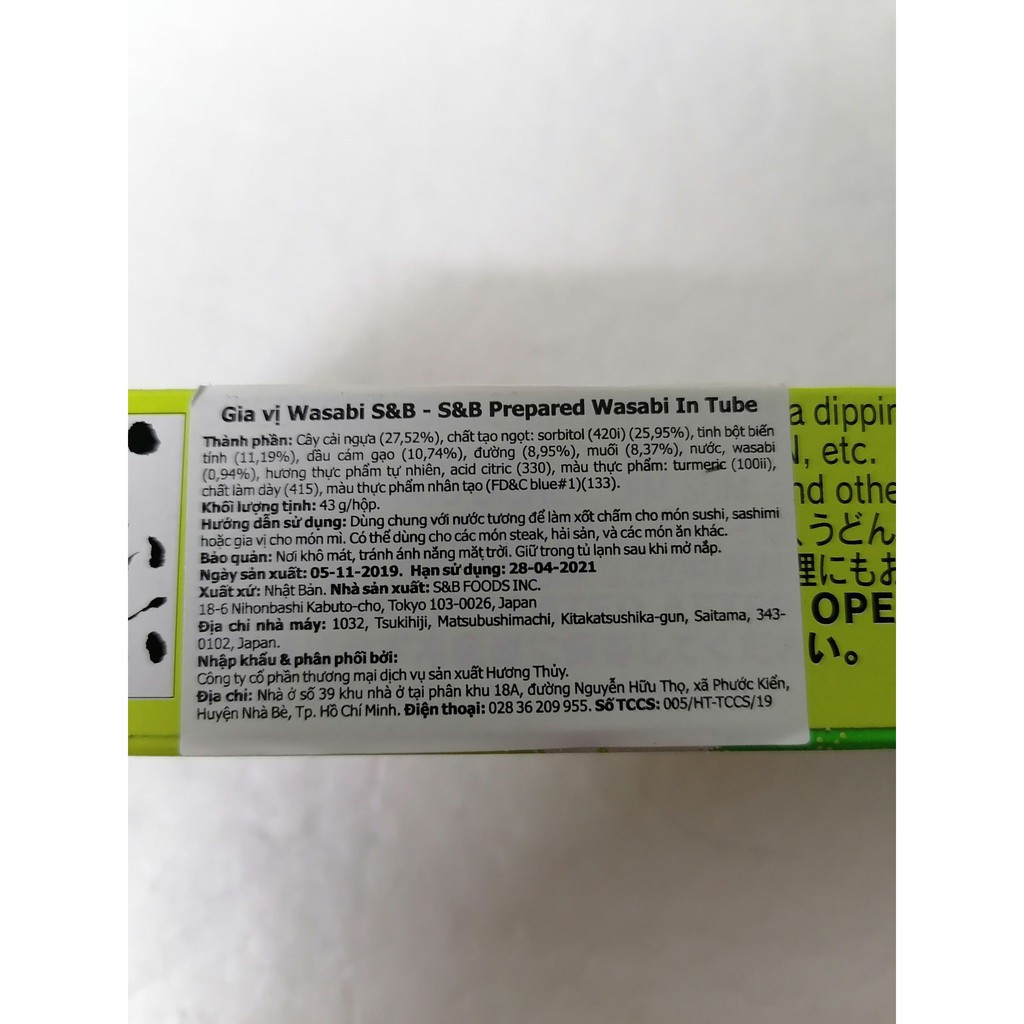 Gia vị Wasabi S&B - S&B Prepared Wasabi In Tube
Thành phần: Cây cải ngựa (27,52%), chất tạo ngọt: sorbitol (420i) (25,95%), tinh bột biến
tính (11,19%), dầu cám gạo (10,74%), đường (8,95%), muối (8,37%), nước, wasabi
(0,94%), hương thực phẩm tự nhiên, acid citric (330), màu thực phẩm: turmeric (100ii),
chất làm dày (415), màu thực phẩm nhân tạo (FD&C blue#1)(133).
Khối lượng tịnh: 43 g/hộp.
Hướng dẫn sử dụng: Dùng chung với nước tương để làm xốt chấm cho món sushi, sashimi
hoặc gia vị cho món mì. Có thể dùng cho các món steak, hải sản, và các món ăn khác.
Bảo quản: Nơi khô mát, tránh ánh nắng mặt trời. Giữ trong tủ lạnh sau khi mở nắp.
Ngày sản xuất: 05-11-2019. Hạn sử dụng: 28-04-2021
Xuất xứ: Nhật Bản. Nhà sản xuất: S&B FOODS INC.
18-6 Nihonbashi Kabuto-cho, Tokyo 103-0026, Japan
Địa chỉ nhà máy: 1032, Tsukihiji, Matsubushimachi, Kitakatsushika-gun, Saitama, 343-
0102, Japan.
Nhập khẩu & phân phối bởi:
Công ty cổ phần thương mại dịch vụ sản xuất Hương Thủy.
Địa chỉ: Nhà ở số 39 khu nhà ở tại phân khu 18A, đường Nguyễn Hữu Thọ, xã Phước Kiển,
Huyện Nhà Bè, Tp. Hồ Chí Minh. Điện thoại: 028 36 209 955. Số TCCS: 005/HT-TCCS/19
a dippin
, etc.
nd othe
うどん
理にもお
OPE
い。